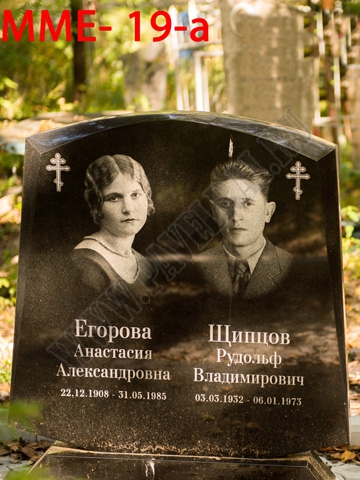 MME- 19-a
Егорова
Анастасия
Александровна
22.12.1908 - 31.05.1985
Щипцов
Рудольф
Владимирович
03.03.1932 - 06.01.1973